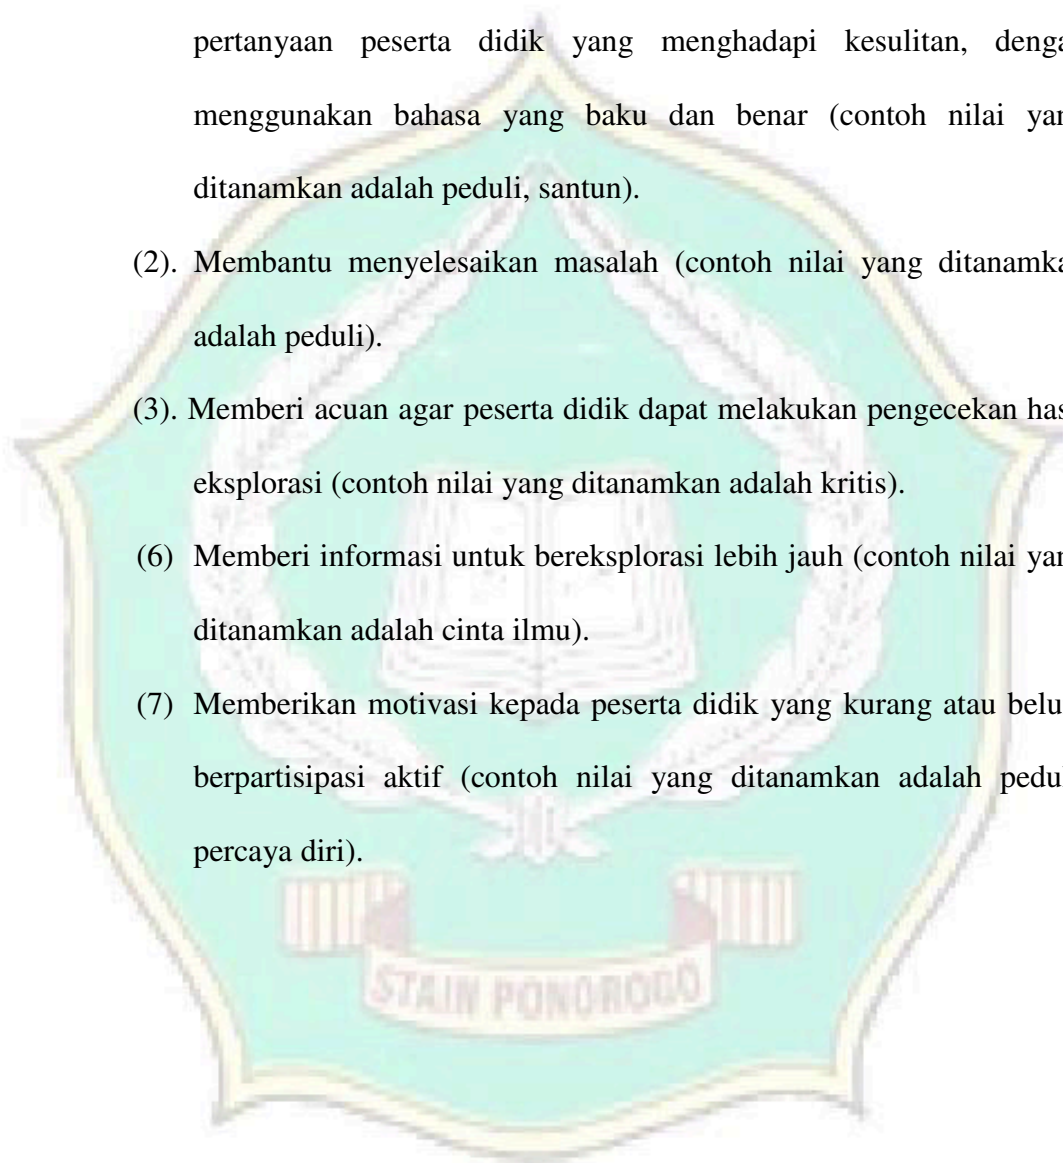 pertanyaan peserta didik yang menghadapi kesulitan, denga
menggunakan bahasa yang baku dan benar (contoh nilai yan
ditanamkan adalah peduli, santun).
(2). Membantu menyelesaikan masalah (contoh nilai yang ditanamka
adalah peduli).
(3). Memberi acuan agar peserta didik dapat melakukan pengecekan has
eksplorasi (contoh nilai yang ditanamkan adalah kritis).
(6) Memberi informasi untuk bereksplorasi lebih jauh (contoh nilai yan
ditanamkan adalah cinta ilmu).
(7) Memberikan motivasi kepada peserta didik yang kurang atau belu
berpartisipasi aktif (contoh nilai yang ditanamkan adalah pedul
percaya diri).
STAIN PONOROGO